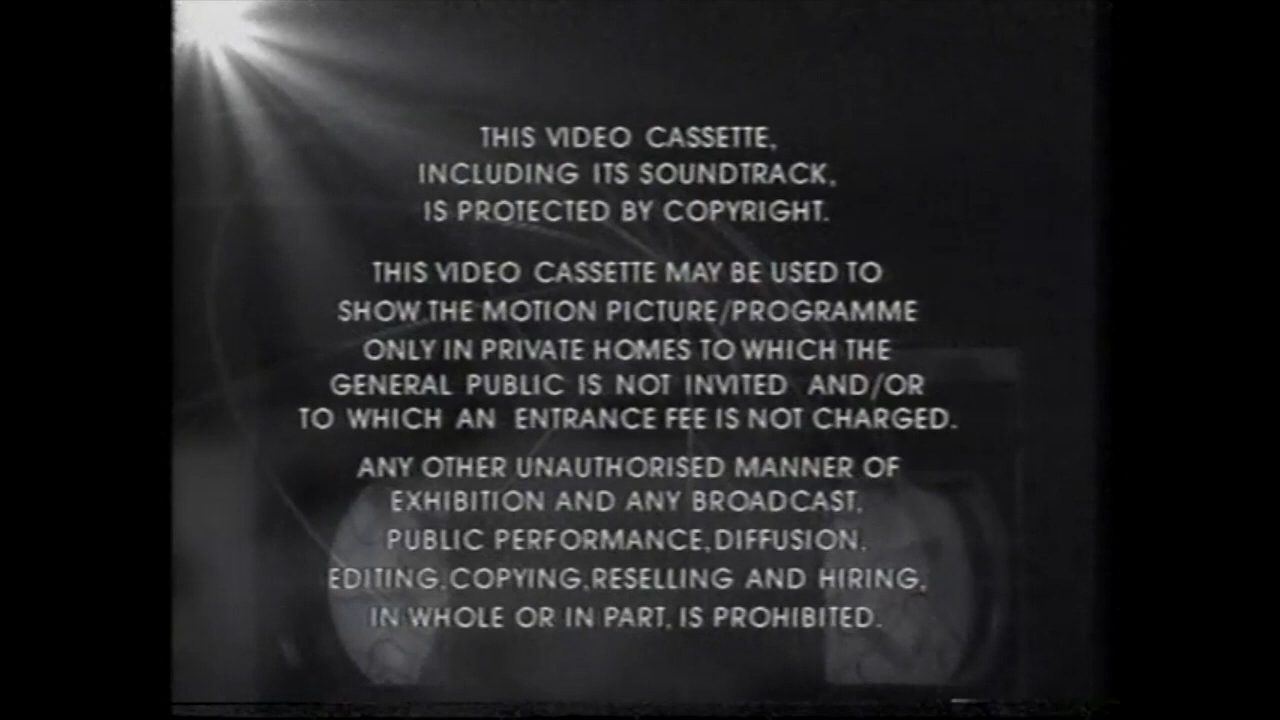 THIS VIDEO CASSETTE,
INCLUDING ITS SOUNDTRACK,
IS PROTECTED BY COPYRIGHT.
THIS VIDEO CASSETTE MAY BE USED TO
SHOW THE MOTION PICTURE/PROGRAMME
ONLY IN PRIVATE HOMES TO WHICH THE
GENERAL PUBLIC IS NOT INVITED AND/OR
TO WHICH AN ENTRANCE FEE IS NOT CHARGED.
ANY OTHER UNAUTHORISED MANNER OF
EXHIBITION AND ANY BROADCAST,
PUBLIC PERFORMANCE, DIFFUSION,
EDITING, COPYING, RESELLING AND HIRING,
IN WHOLE OR IN PART, IS PROHIBITED.